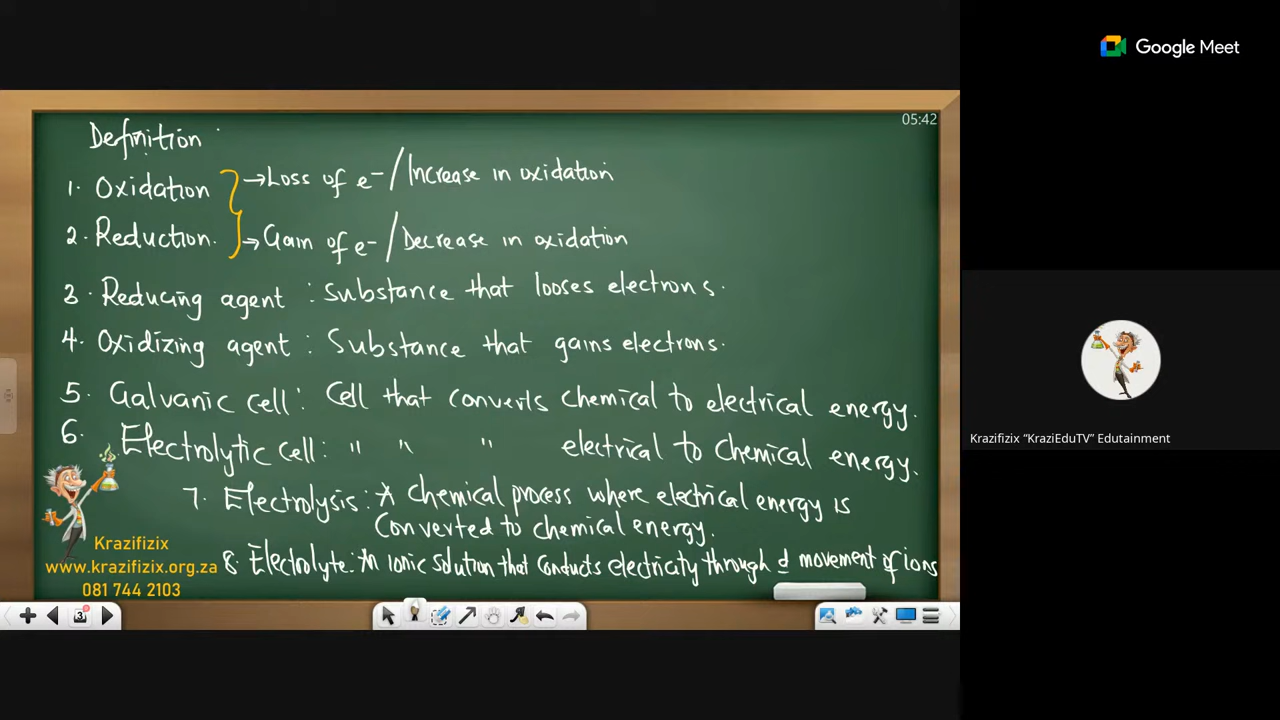 Google Meet
05:42
Definition
1. Oxidation → Loss of e- / Increase in oxidation
2. Reduction. → Gain of e- / Decrease in oxidation
3. Reducing agent : Substance that looses electrons.
4. Oxidizing agent : Substance that gains electrons.
5. Galvanic cell : Cell that converts chemical to electrical energy.
6. Electrolytic cell : " " " electrical to chemical energy.
7. Electrolysis : A chemical process where electrical energy is
converted to chemical energy.
8 Electrolyte : An ionic solution that conducts electricity through d movement of ions
Krazifizix
www.krazifizix.org.za
081 744 2103
3
Krazifizix “KraziEduTV” Edutainment